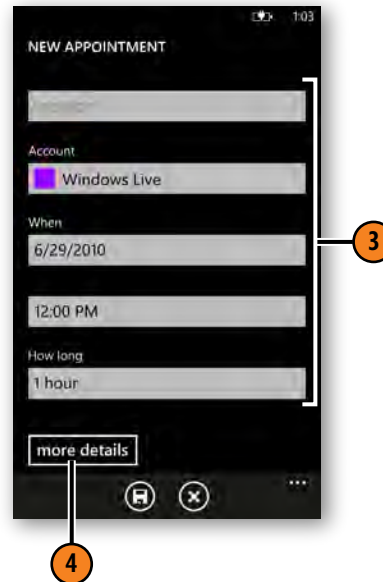 1:03
NEW APPOINTMENT
Account
Windows Live
When
6/29/2010
12:00 PM
How long
1 hour
3
more details
4